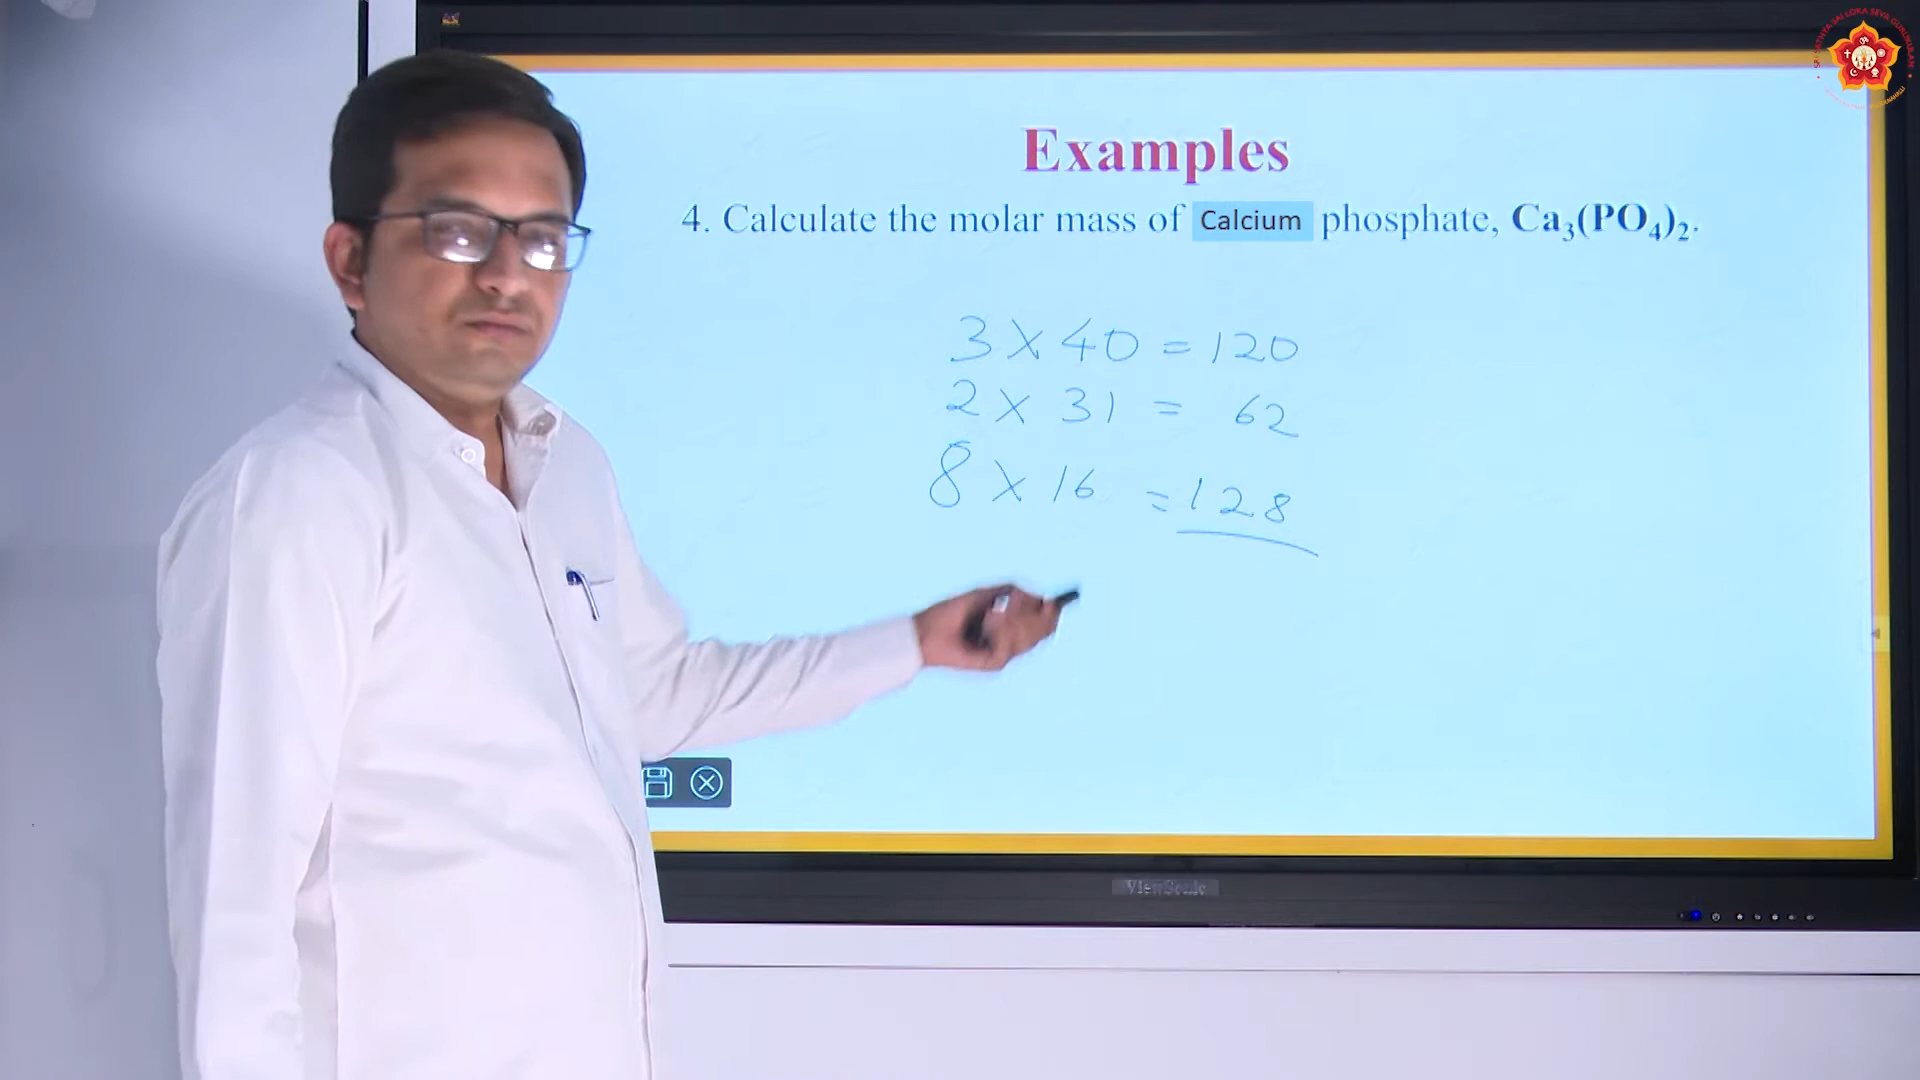 Examples
4. Calculate the molar mass of Calcium phosphate, Ca₃(PO₄)₂.
3 X 40 = 120
2 X 31 = 62
8 X 16 = 128
ViewSonic